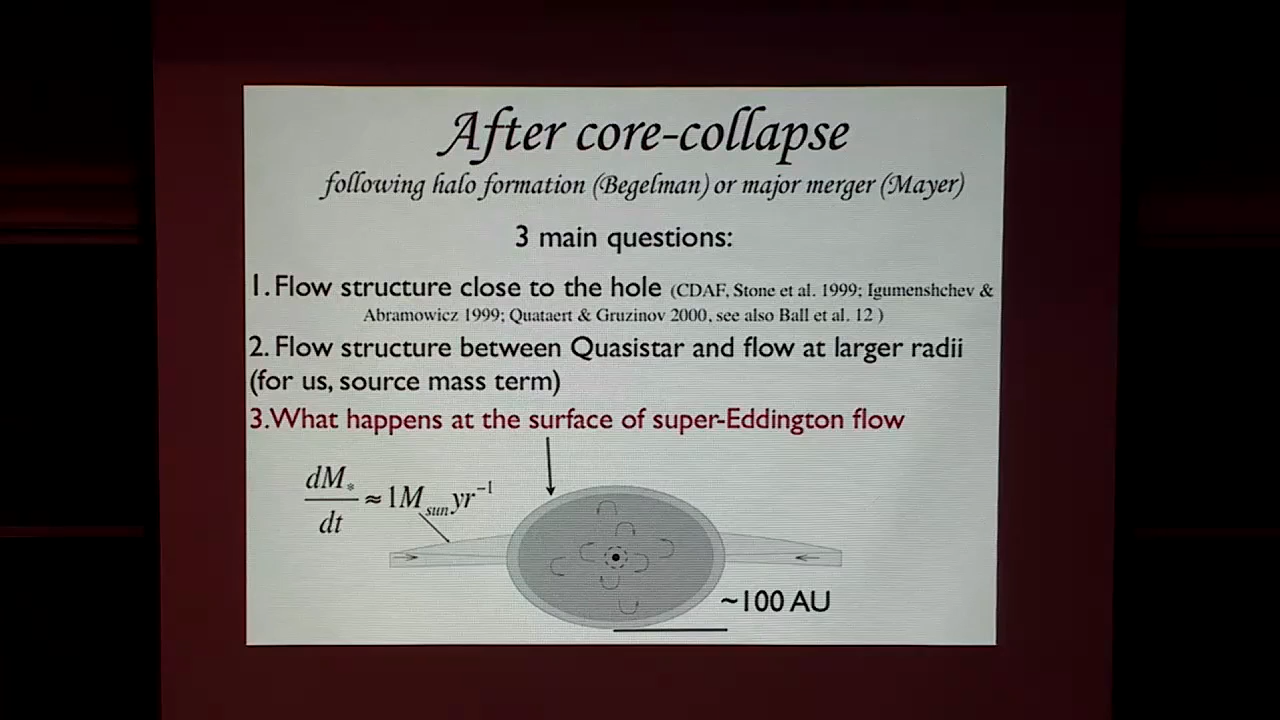 After core-collapse
following halo formation (Begelman) or major merger (Mayer)
3 main questions:
1. Flow structure close to the hole (CDAF, Stone et al. 1999; Igumenshchev &
Abramowicz 1999; Quataert & Gruzinov 2000, see also Ball et al. 12 )
2. Flow structure between Quasistar and flow at larger radii
(for us, source mass term)
3.What happens at the surface of super-Eddington flow
dM* / dt ≈ 1M sun yr⁻¹
~100 AU